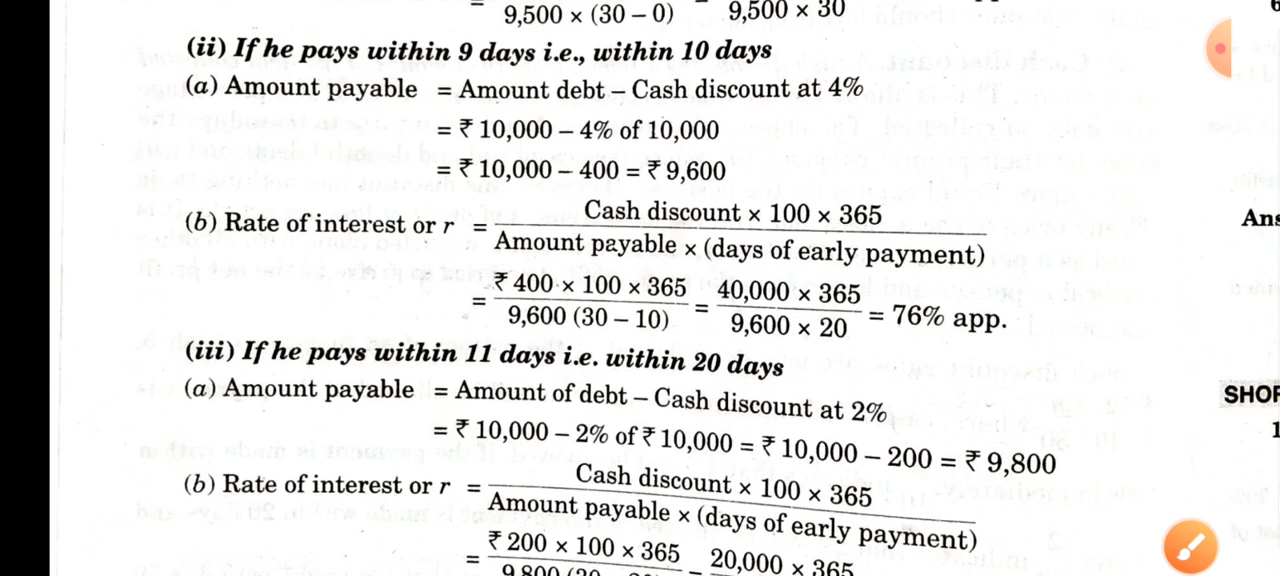 = 9,500 × (30 – 0) 9,500 × 30
(ii) If he pays within 9 days i.e., within 10 days
(a) Amount payable = Amount debt – Cash discount at 4%
= ₹ 10,000 – 4% of 10,000
= ₹ 10,000 – 400 = ₹ 9,600
(b) Rate of interest or r = Cash discount × 100 × 365
Amount payable × (days of early payment)
= ₹ 400 × 100 × 365 = 40,000 × 365 = 76% app.
9,600 (30 – 10) 9,600 × 20
(iii) If he pays within 11 days i.e. within 20 days
(a) Amount payable = Amount of debt – Cash discount at 2%
= ₹ 10,000 – 2% of ₹ 10,000 = ₹ 10,000 – 200 = ₹ 9,800
(b) Rate of interest or r = Cash discount × 100 × 365
Amount payable × (days of early payment)
= ₹ 200 × 100 × 365 = 20,000 × 365
Ans
SHOP
1